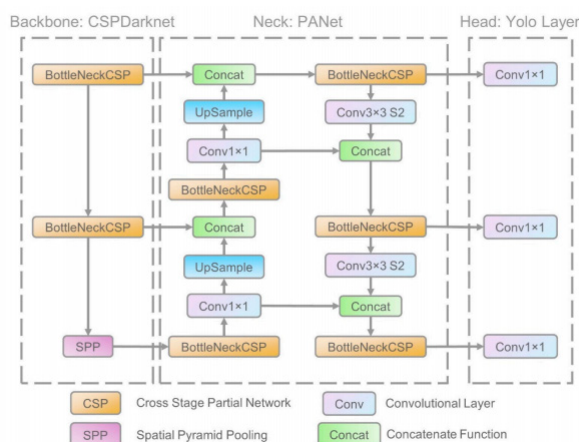 Backbone: CSPDarknet Neck: PANet Head: Yolo Layer
BottleNeckCSP Concat BottleNeckCSP Conv1×1
UpSample Conv3×3 S2
Conv1×1 Concat
BottleNeckCSP
BottleNeckCSP Concat BottleNeckCSP Conv1×1
UpSample Conv3×3 S2
Conv1×1 Concat
SPP BottleNeckCSP BottleNeckCSP Conv1×1
CSP Cross Stage Partial Network Conv Convolutional Layer
SPP Spatial Pyramid Pooling Concat Concatenate Function